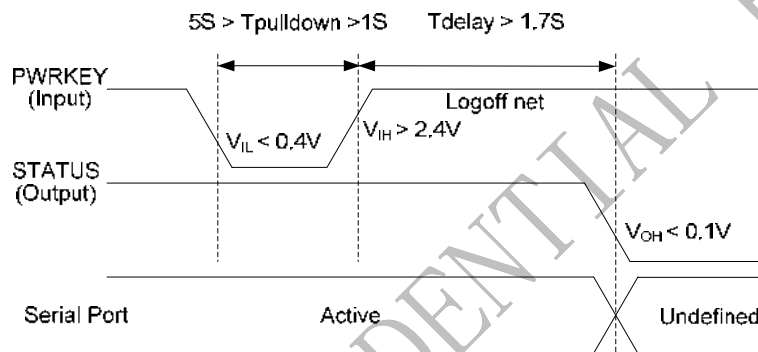 5S > Tpulldown >1S Tdelay > 1.7S
PWRKEY
(Input)
Logoff net
VIL < 0.4V
VIH > 2.4V
STATUS
(Output)
VOH < 0.1V
Serial Port
Active
Undefined
DENTIAL